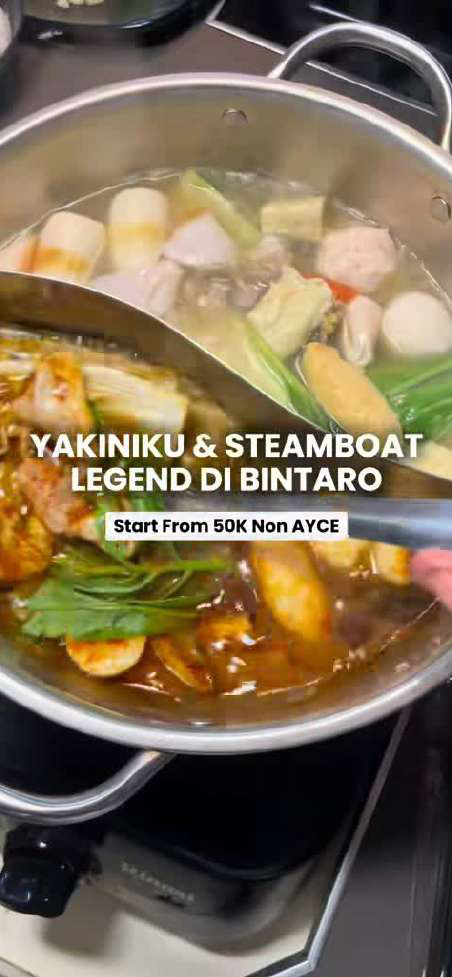 YAKINIKU & STEAMBOAT
LEGEND DI BINTARO
Start From 50K Non AYCE